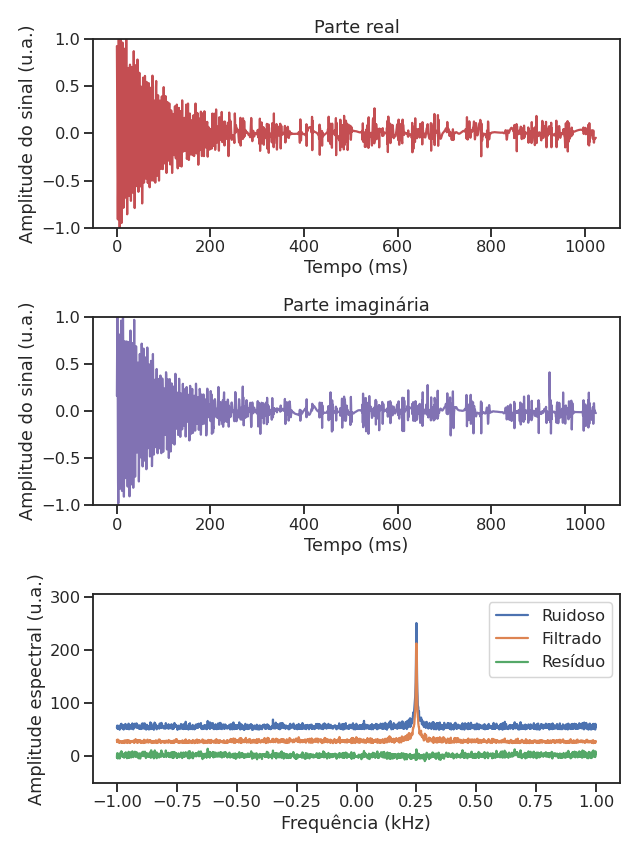 Parte real
Amplitude do sinal (u.a.)
1.0
0.5
0.0
−0.5
−1.0
0 200 400 600 800 1000
Tempo (ms)
Parte imaginária
Amplitude do sinal (u.a.)
1.0
0.5
0.0
−0.5
−1.0
0 200 400 600 800 1000
Tempo (ms)
Amplitude espectral (u.a.)
300
200
100
0
Ruidoso
Filtrado
Resíduo
−1.00 −0.75 −0.50 −0.25 0.00 0.25 0.50 0.75 1.00
Frequência (kHz)